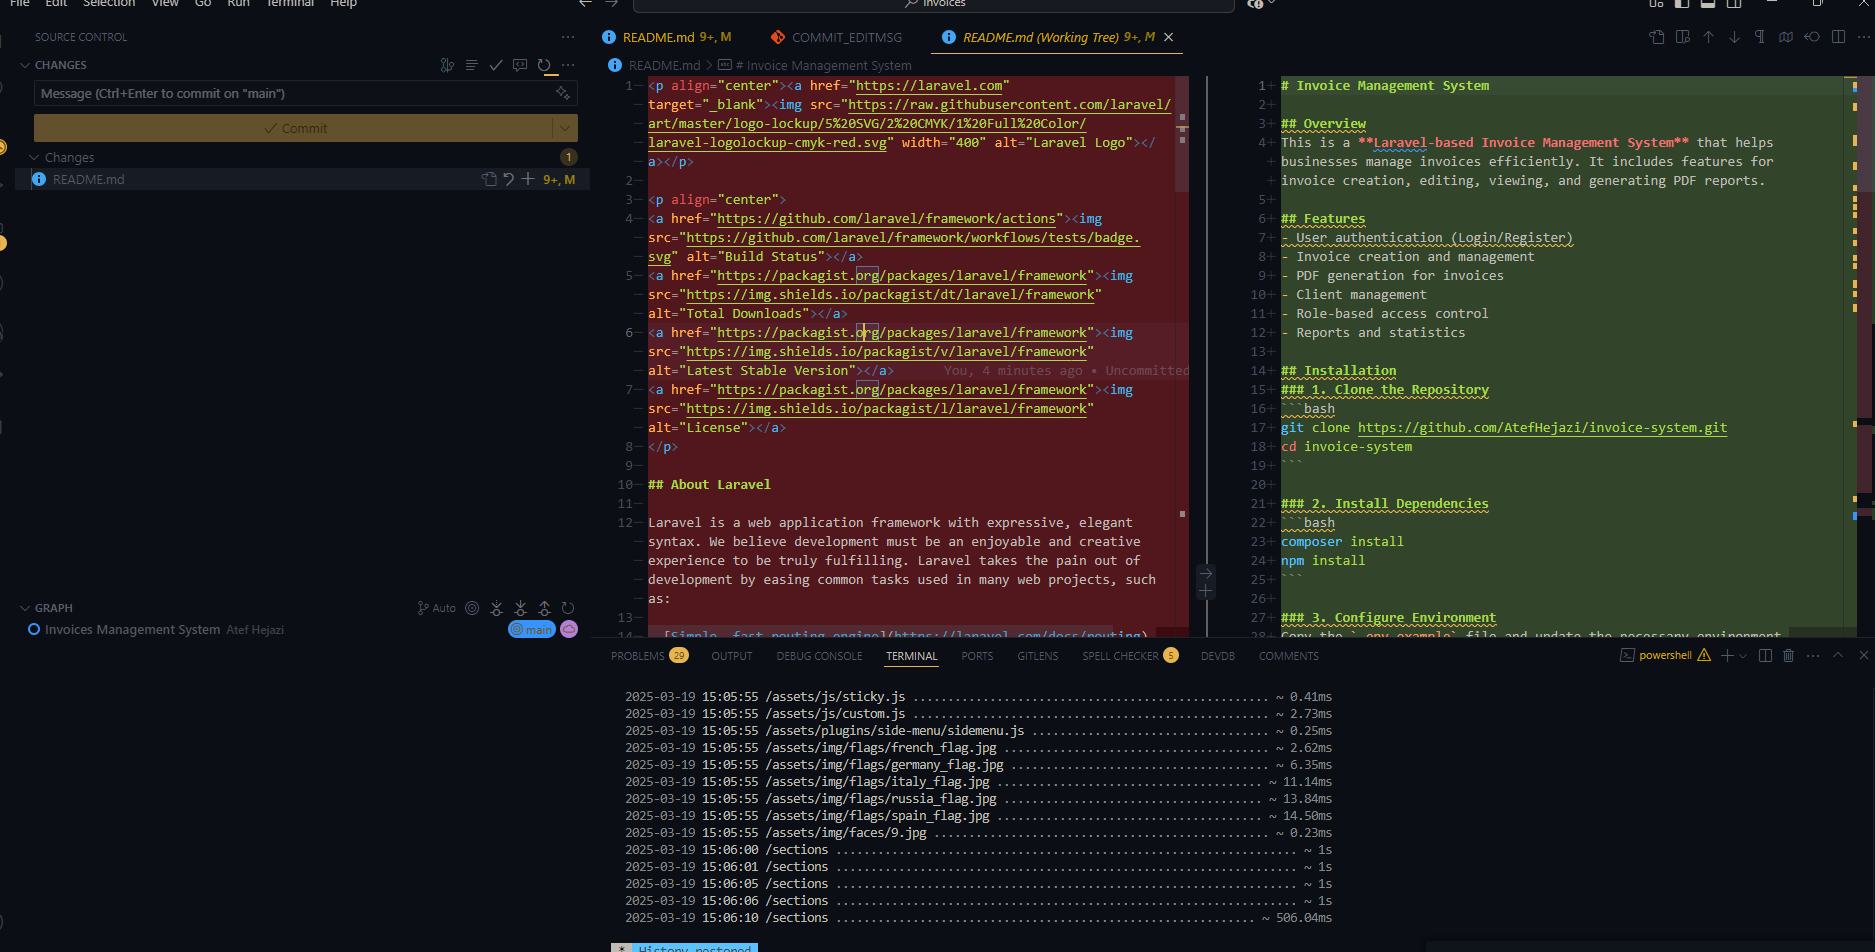 File Edit Selection View Go Run Terminal Help
invoices
SOURCE CONTROL
CHANGES
Message (Ctrl+Enter to commit on "main")
Commit
Changes 1
README.md 9+, M
GRAPH
Auto
Invoices Management System Atef Hejazi main
README.md 9+, M COMMIT_EDITMSG README.md (Working Tree) 9+, M
README.md > # Invoice Management System
1 <p align="center"><a href="https://laravel.com"
target="_blank"><img src="https://raw.githubusercontent.com/laravel/
art/master/logo-lockup/5%20SVG/2%20CMYK/1%20Full%20Color/
laravel-logolockup-cmyk-red.svg" width="400" alt="Laravel Logo"></
a></p>
2
3 <p align="center">
4 <a href="https://github.com/laravel/framework/actions"><img
src="https://github.com/laravel/framework/workflows/tests/badge.
svg" alt="Build Status"></a>
5 <a href="https://packagist.org/packages/laravel/framework"><img
src="https://img.shields.io/packagist/dt/laravel/framework"
alt="Total Downloads"></a>
6 <a href="https://packagist.org/packages/laravel/framework"><img
src="https://img.shields.io/packagist/v/laravel/framework"
alt="Latest Stable Version"></a> You, 4 minutes ago • Uncommitted
7 <a href="https://packagist.org/packages/laravel/framework"><img
src="https://img.shields.io/packagist/l/laravel/framework"
alt="License"></a>
8 </p>
9
10 ## About Laravel
11
12 Laravel is a web application framework with expressive, elegant
syntax. We believe development must be an enjoyable and creative
experience to be truly fulfilling. Laravel takes the pain out of
development by easing common tasks used in many web projects, such
as:
13
14 - [Simple, fast routing engine](https://laravel.com/docs/routing)
1 # Invoice Management System
2
3 ## Overview
4 This is a **Laravel-based Invoice Management System** that helps
businesses manage invoices efficiently. It includes features for
invoice creation, editing, viewing, and generating PDF reports.
5
6 ## Features
7 - User authentication (Login/Register)
8 - Invoice creation and management
9 - PDF generation for invoices
10 - Client management
11 - Role-based access control
12 - Reports and statistics
13
14 ## Installation
15 ### 1. Clone the Repository
16 ```bash
17 git clone https://github.com/AtefHejazi/invoice-system.git
18 cd invoice-system
19 ```
20
21 ### 2. Install Dependencies
22 ```bash
23 composer install
24 npm install
25 ```
26
27 ### 3. Configure Environment
28 Copy the `.env.example` file and update the necessary environment
PROBLEMS 29 OUTPUT DEBUG CONSOLE TERMINAL PORTS GITLENS SPELL CHECKER 5 DEVDB COMMENTS powershell
2025-03-19 15:05:55 /assets/js/sticky.js ~ 0.41ms
2025-03-19 15:05:55 /assets/js/custom.js ~ 2.73ms
2025-03-19 15:05:55 /assets/plugins/side-menu/sidemenu.js ~ 0.25ms
2025-03-19 15:05:55 /assets/img/flags/french_flag.jpg ~ 2.62ms
2025-03-19 15:05:55 /assets/img/flags/germany_flag.jpg ~ 6.35ms
2025-03-19 15:05:55 /assets/img/flags/italy_flag.jpg ~ 11.14ms
2025-03-19 15:05:55 /assets/img/flags/russia_flag.jpg ~ 13.84ms
2025-03-19 15:05:55 /assets/img/flags/spain_flag.jpg ~ 14.50ms
2025-03-19 15:05:55 /assets/img/faces/9.jpg ~ 0.23ms
2025-03-19 15:06:00 /sections ~ 1s
2025-03-19 15:06:01 /sections ~ 1s
2025-03-19 15:06:05 /sections ~ 1s
2025-03-19 15:06:06 /sections ~ 1s
2025-03-19 15:06:10 /sections ~ 506.04ms
* History restored